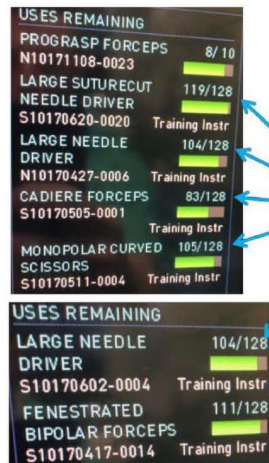 USES REMAINING
PROGRASP FORCEPS 8/10
N10171108-0023
LARGE SUTURECUT 119/128
NEEDLE DRIVER
S10170620-0020 Training Instr
LARGE NEEDLE 104/128
DRIVER
N10170427-0006 Training Instr
CADIERE FORCEPS 83/128
S10170505-0001
Training Instr
MONOPOLAR CURVED 105/128
SCISSORS
S10170511-0004 Training Instr
USES REMAINING
LARGE NEEDLE 104/128
DRIVER
S10170602-0004 Training Instr
FENESTRATED 111/128
BIPOLAR FORCEPS
S10170417-0014 Training Instr